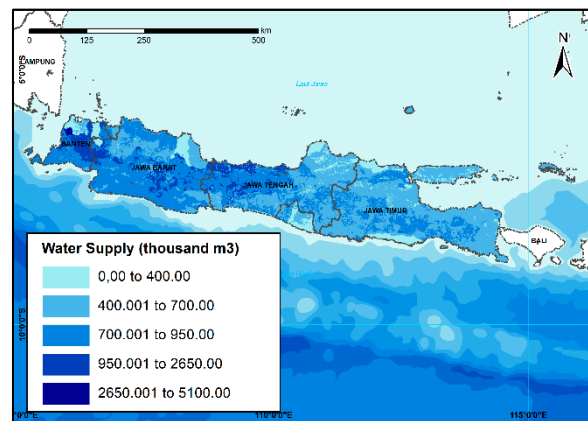 0 125 250 500
km
N
LAMPUNG
5°0'0"S
Laut Jawa
BANTEN
JAWA BARAT
JAWA TENGAH
JAWA TIMUR
BALI
Water Supply (thousand m3)
0,00 to 400.00
400.001 to 700.00
700.001 to 950.00
950.001 to 2650.00
2650.001 to 5100.00
10°0'0"S
0°0'0"E
110°0'0"E
115°0'0"E